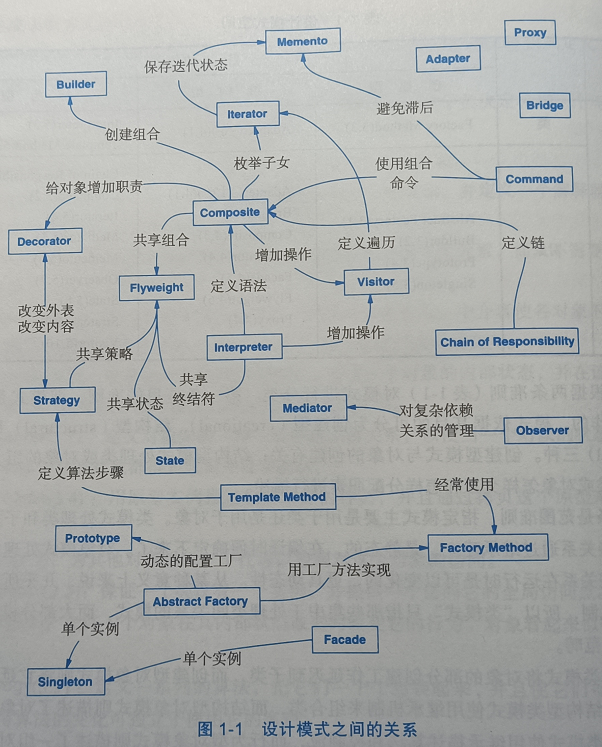 Memento
Proxy
Adapter
保存迭代状态
Builder
Iterator
避免滞后
Bridge
创建组合
枚举子女
使用组合
命令
Command
给对象增加职责
Composite
Decorator
共享组合
增加操作
定义遍历
定义链
Flyweight
定义语法
Visitor
改变外表
改变内容
增加操作
Chain of Responsibility
Interpreter
共享策略
共享
终结符
Strategy
共享状态
Mediator
对复杂依赖
关系的管理
Observer
State
定义算法步骤
经常使用
Template Method
Prototype
动态的配置工厂
用工厂方法实现
Factory Method
Abstract Factory
单个实例
Facade
单个实例
Singleton
图 1-1 设计模式之间的关系